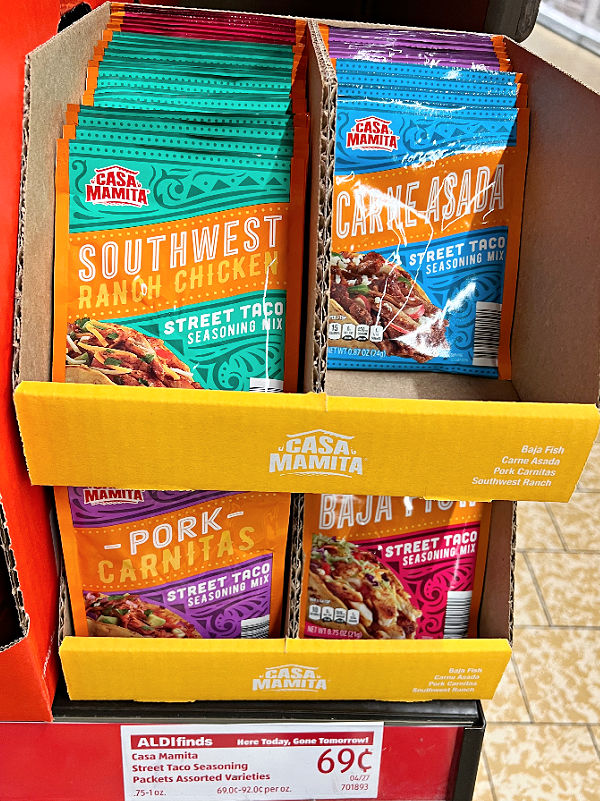 CASA
MAMITA
SOUTHWEST
RANCH CHICKEN
STREET TACO
SEASONING MIX
CASA
MAMITA
CARNE ASADA
STREET TACO
SEASONING MIX
NET WT 0.87 OZ (24g)
CASA
MAMITA
Baja Fish
Carne Asada
Pork Carnitas
Southwest Ranch
MAMITA
PORK
CARNITAS
STREET TACO
SEASONING MIX
BAJA FISH
STREET TACO
SEASONING MIX
NET WT 0.75 OZ (21g)
CASA
MAMITA
Baja Fish
Carne Asada
Pork Carnitas
Southwest Ranch
ALDIfinds Here Today, Gone Tomorrow!
Casa Mamita
Street Taco Seasoning
Packets Assorted Varieties
69¢
04/27
.75-1 oz. 69.0¢-92.0¢ per oz. 701893